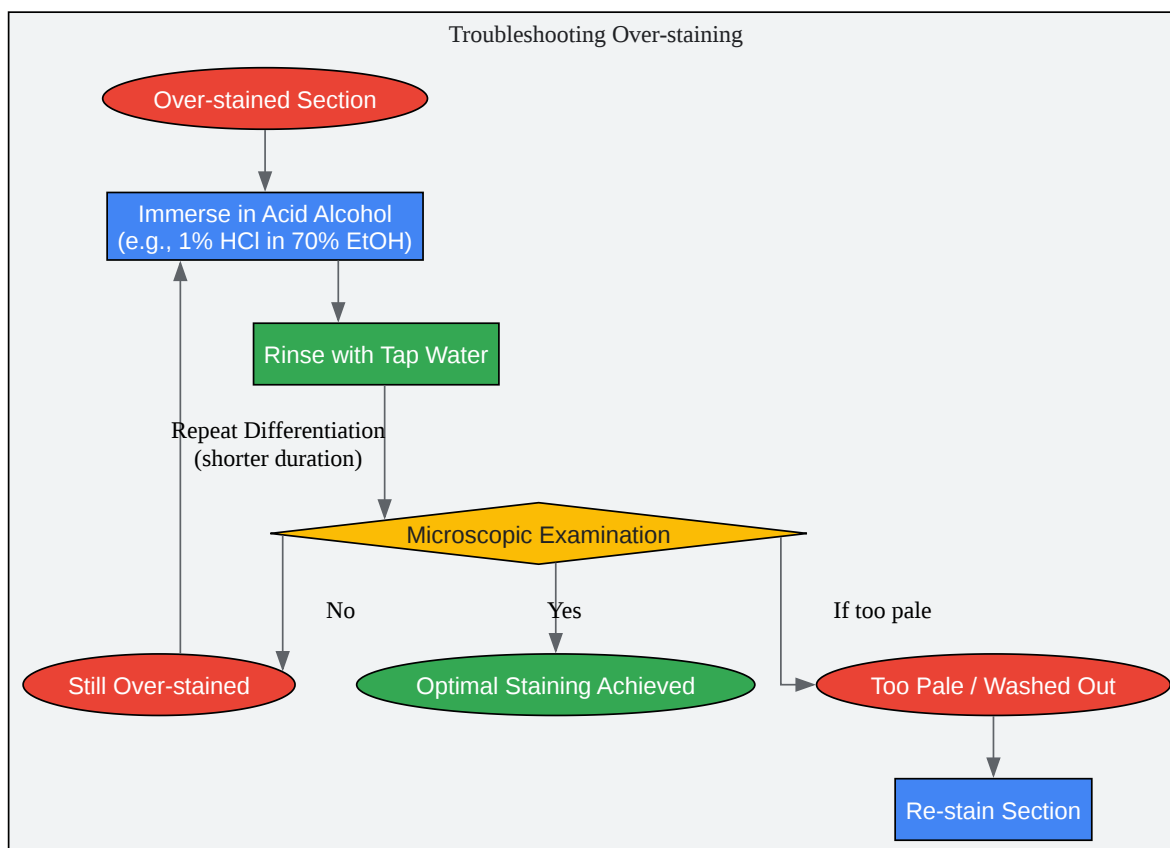 Troubleshooting Over-staining
Over-stained Section
Immerse in Acid Alcohol
(e.g., 1% HCl in 70% EtOH)
Rinse with Tap Water
Repeat Differentiation
(shorter duration)
Microscopic Examination
No
Yes
If too pale
Still Over-stained
Optimal Staining Achieved
Too Pale / Washed Out
Re-stain Section